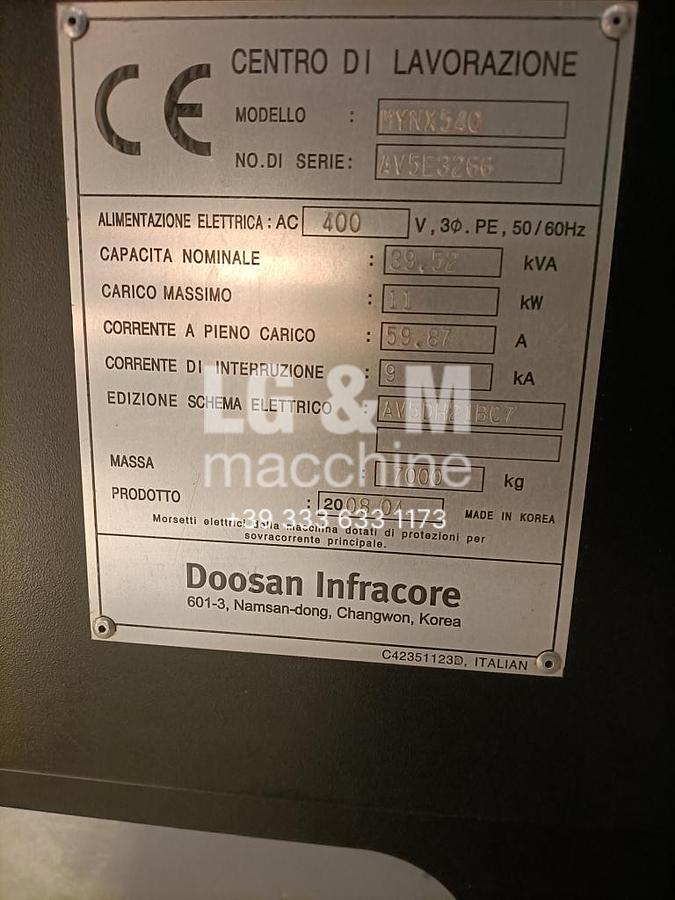 CE
CENTRO DI LAVORAZIONE
MODELLO : MYNX540
NO.DI SERIE: AV5E3266
ALIMENTAZIONE ELETTRICA: AC 400 V, 3Φ. PE, 50/60Hz
CAPACITA NOMINALE : 39.52 kVA
CARICO MASSIMO : 11 kW
CORRENTE A PIENO CARICO : 59.87 A
CORRENTE DI INTERRUZIONE : 9 kA
EDIZIONE SCHEMA ELETTRICO :
LG & M
macchine
MASSA : 7000 kg
PRODOTTO : 2008.04 MADE IN KOREA
+39 333 633 1173
Morsetti elettrici della macchina dotati di protezioni per
sovracorrente principale.
Doosan Infracore
601-3, Namsan-dong, Changwon, Korea
C42351123D, ITALIAN